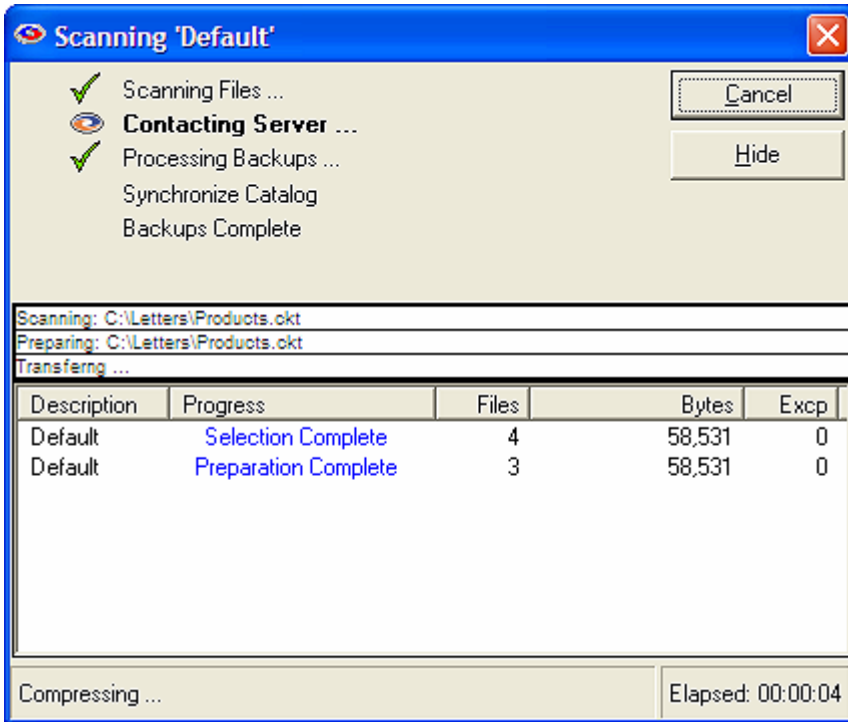 Scanning 'Default'
Scanning Files ...
Contacting Server ...
Processing Backups ...
Synchronize Catalog
Backups Complete
Cancel
Hide
Scanning: C:\Letters\Products.ckt
Preparing: C:\Letters\Products.ckt
Transferng ...
Description Progress Files Bytes Excp
Default Selection Complete 4 58,531 0
Default Preparation Complete 3 58,531 0
Compressing ... Elapsed: 00:00:04